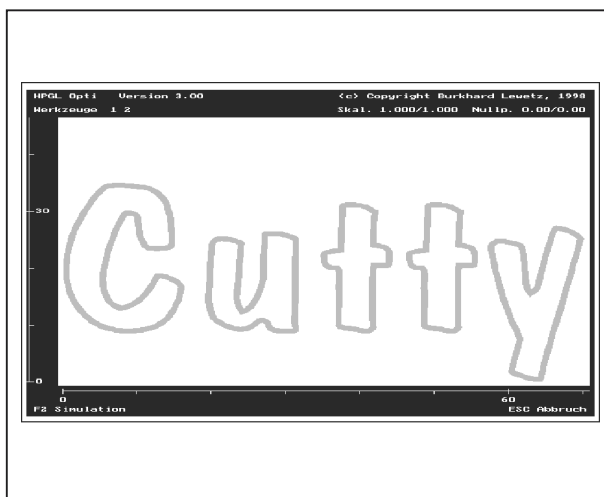 HPGL Opti Version 3.00 (c) Copyright Burkhard Lewetz, 1998
Werkzeuge 1 2 Skal. 1.000/1.000 Nullp. 0.00/0.00
30
Cutty
0
0 60
F2 Simulation ESC Abbruch